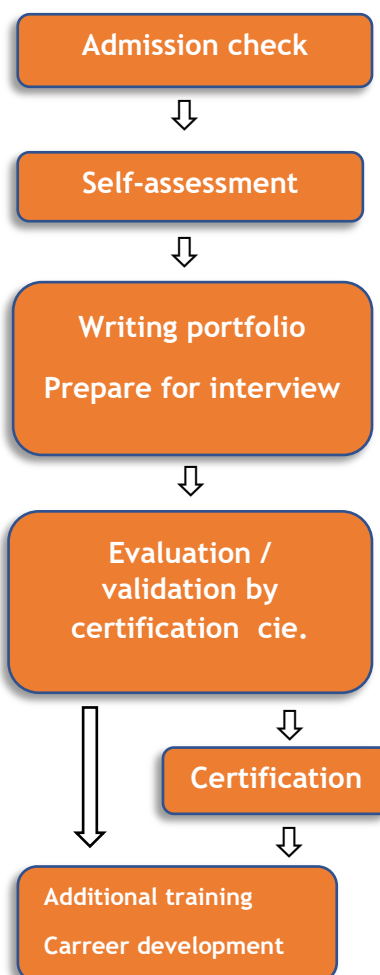 Admission check
Self-assessment
Writing portfolio
Prepare for interview
Evaluation /
validation by
certification cie.
Certification
Additional training
Carreer development